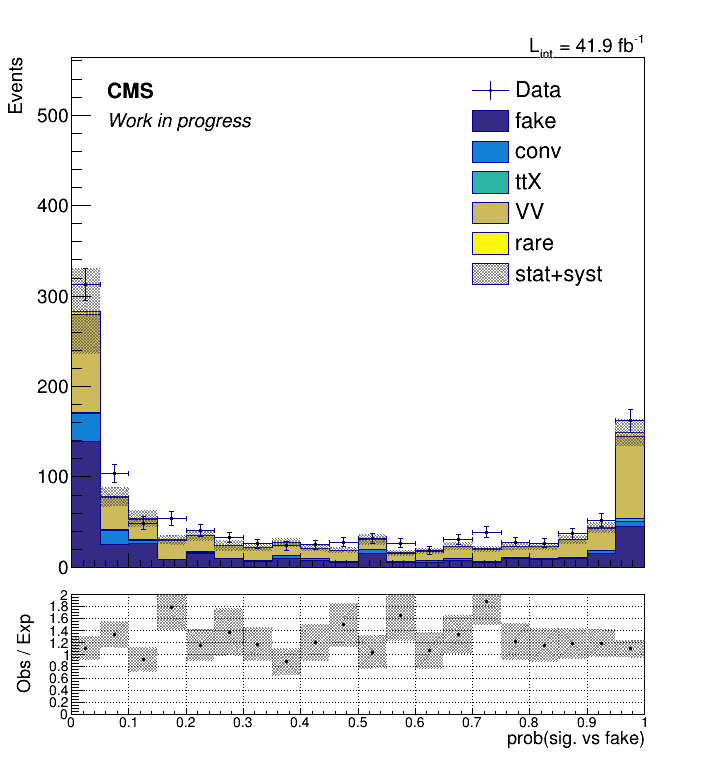 L_int = 41.9 fb^-1
Events
CMS
Work in progress
Data
fake
conv
ttX
VV
rare
stat+syst
500
400
300
200
100
0
Obs / Exp
2
1.8
1.6
1.4
1.2
1
0.8
0.6
0.4
0.2
0
0 0.1 0.2 0.3 0.4 0.5 0.6 0.7 0.8 0.9 1
prob(sig. vs fake)